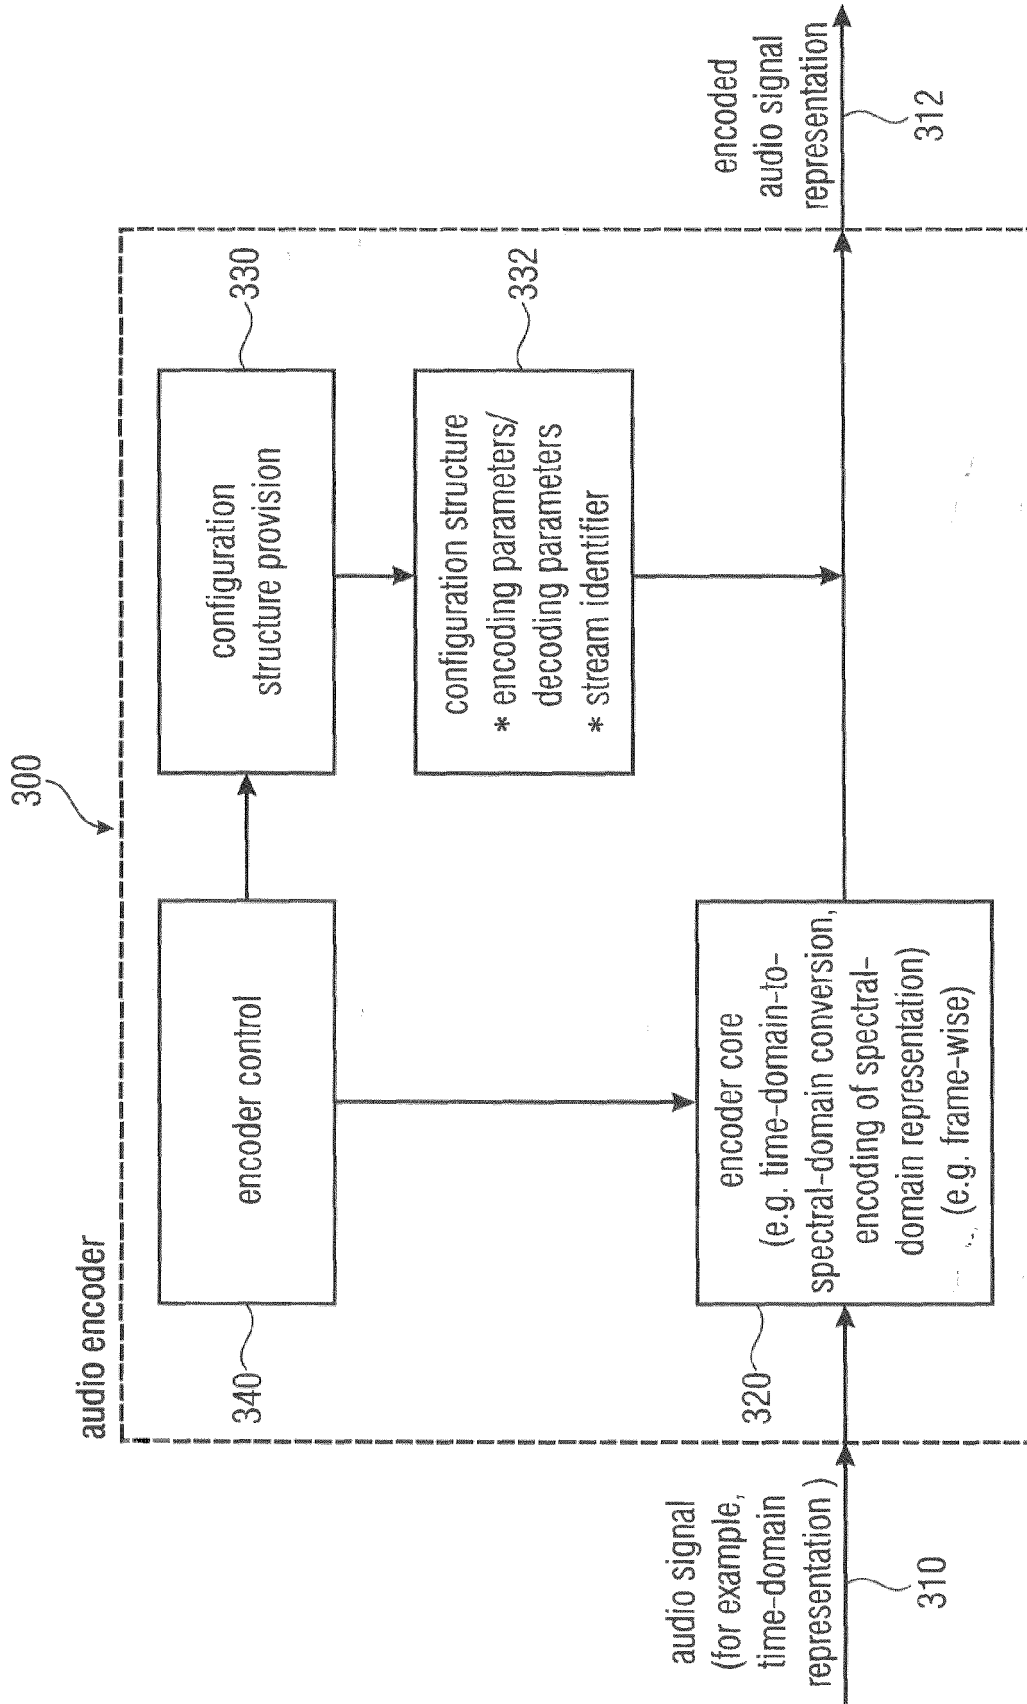 300
audio encoder
340
encoder control
configuration
structure provision
330
configuration structure
* encoding parameters/
decoding parameters
* stream identifier
332
audio signal
(for example,
time-domain
representation )
310
320
encoder core
(e.g. time-domain-to-
spectral-domain conversion,
encoding of spectral-
domain representation)
(e.g. frame-wise)
encoded
audio signal
representation
312